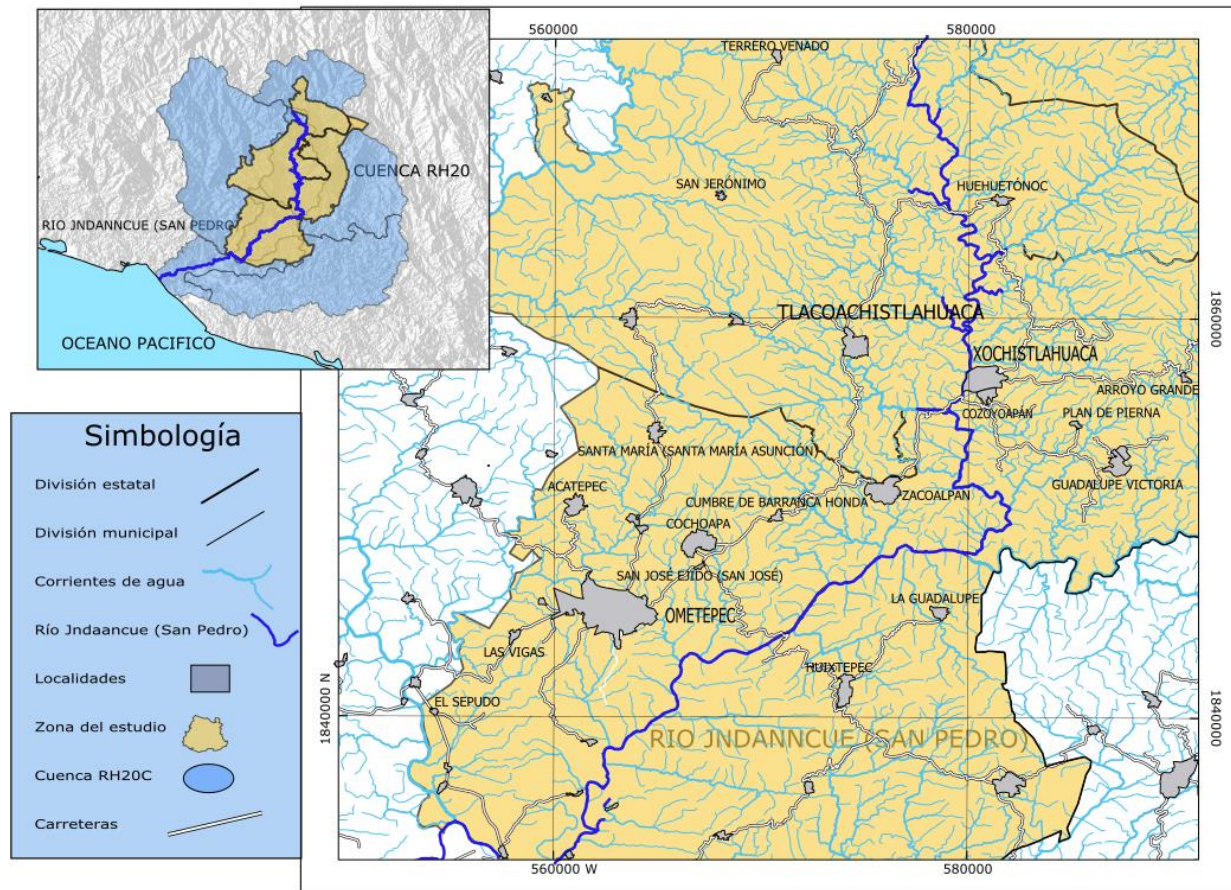 CUENCA RH20
RIO JNDANNCUE (SAN PEDRO)
OCEANO PACIFICO
560000
580000
TERRERO VENADO
SAN JERÓNIMO
HUEHUETÓNOC
TLACOACHISTLAHUACA
1860000
XOCHISTLAHUACA
ARROYO GRANDE
COZOYOAPÁN
PLAN DE PIERNA
SANTA MARÍA (SANTA MARÍA ASUNCIÓN)
GUADALUPE VICTORIA
ACATEPEC
CUMBRE DE BARRANCA HONDA
ZACOALPAN
COCHOAPA
SAN JOSÉ EJIDO (SAN JOSÉ)
LA GUADALUPE
OMETEPEC
LAS VIGAS
HUIXTEPEC
EL SEPUDO
1840000 N
1840000
RIO JNDANNCUE (SAN PEDRO)
560000 W
580000
Simbología
División estatal
División municipal
Corrientes de agua
Río Jndaancue (San Pedro)
Localidades
Zona del estudio
Cuenca RH20C
Carreteras